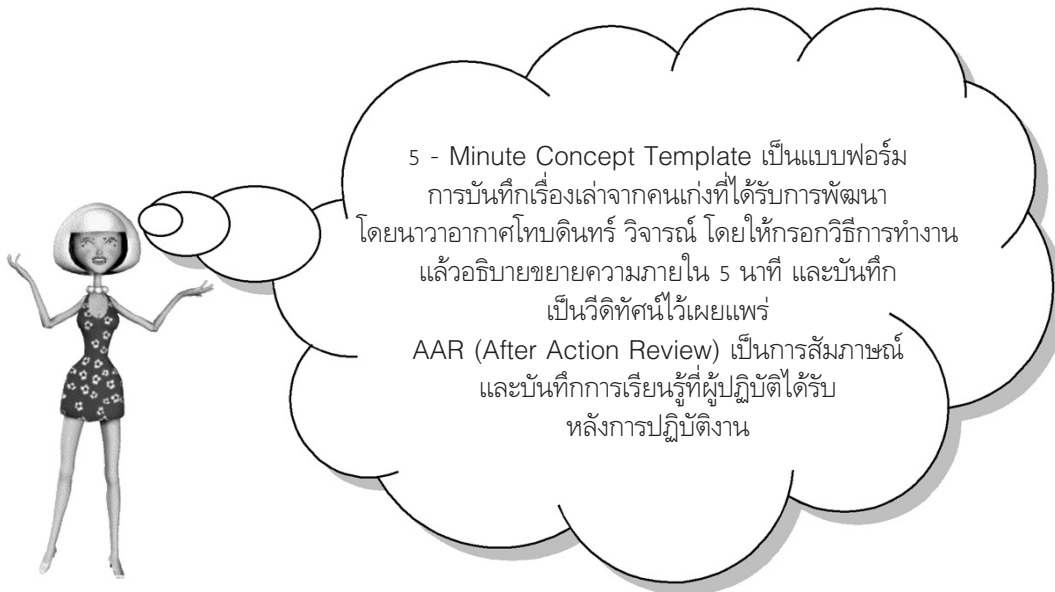 5 - Minute Concept Template เป็นแบบฟอร์ม
การบันทึกเรื่องเล่าจากคนเก่งที่ได้รับการพัฒนา
โดยนาวาอากาศโทบดินทร์ วิจารณ์ โดยให้กรอกวิธีการทำงาน
แล้วอธิบายขยายความภายใน 5 นาที และบันทึก
เป็นวีดิทัศน์ไว้เผยแพร่
AAR (After Action Review) เป็นการสัมภาษณ์
และบันทึกการเรียนรู้ที่ผู้ปฏิบัติได้รับ
หลังการปฏิบัติงาน